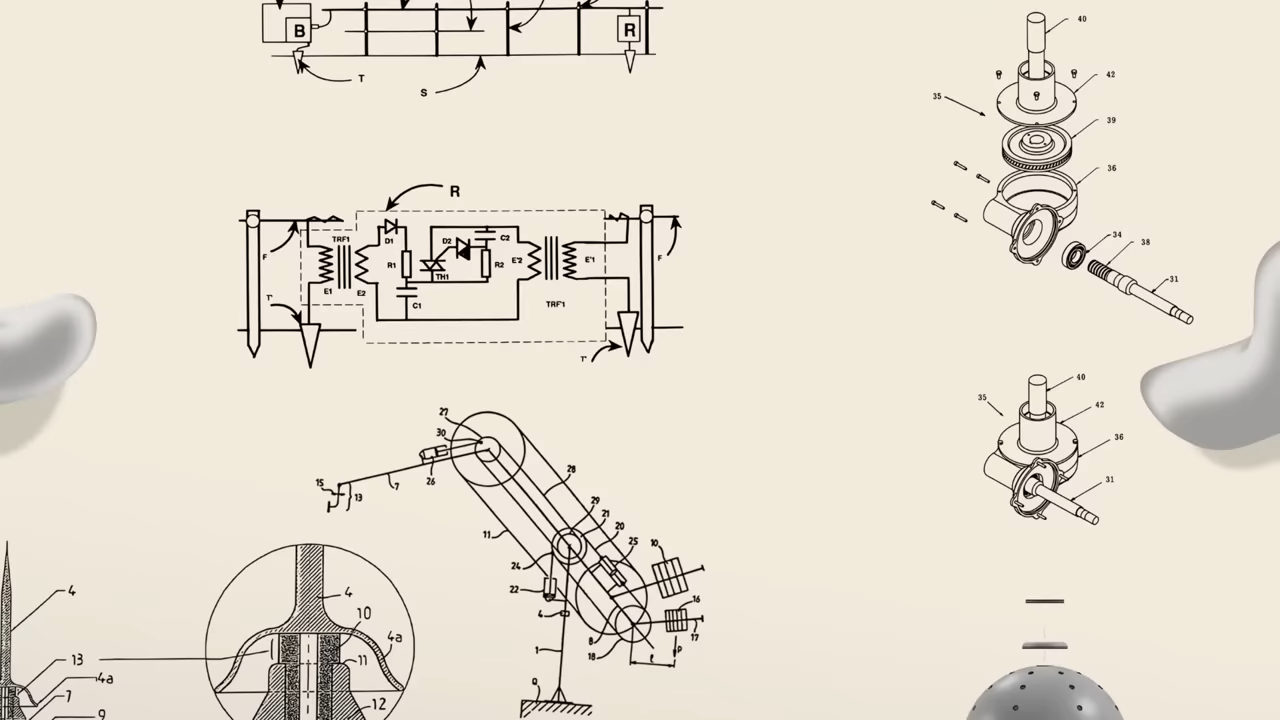 B
R
T
S
R
TRF1
D1
D2
C2
F
R1
TH1
R2
E'2
E'1
F
E1
E2
C1
TRF'1
T'
T'
27
30
26
7
15
13
28
29
21
20
25
10
11
24
22
4
16
17
8
18
1
P
ℓ
Q
4
13
4a
7
9
4
10
4a
11
12
40
42
35
39
36
34
38
31
40
35
42
36
31